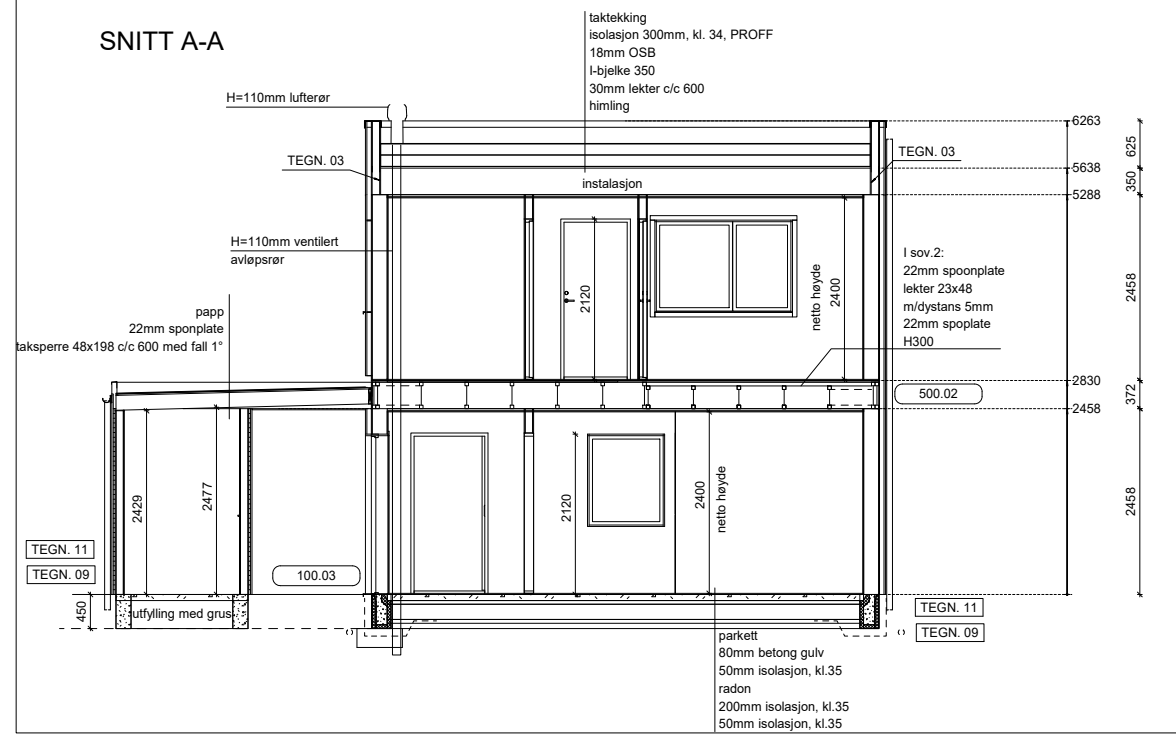 SNITT A-A
taktekking
isolasjon 300mm, kl. 34, PROFF
18mm OSB
I-bjelke 350
30mm lekter c/c 600
himling
H=110mm lufterør
TEGN. 03
TEGN. 03
instalasjon
6263
5638
5288
625
350
H=110mm ventilert
avløpsrør
2120
netto høyde
2400
I sov.2:
22mm spoonplate
lekter 23x48
m/dystans 5mm
22mm spoplate
H300
2458
papp
22mm sponplate
taksperre 48x198 c/c 600 med fall 1°
2830
2458
372
500.02
2429
2477
2120
2400
netto høyde
2458
TEGN. 11
TEGN. 09
100.03
450
utfylling med grus
TEGN. 11
TEGN. 09
parkett
80mm betong gulv
50mm isolasjon, kl.35
radon
200mm isolasjon, kl.35
50mm isolasjon, kl.35